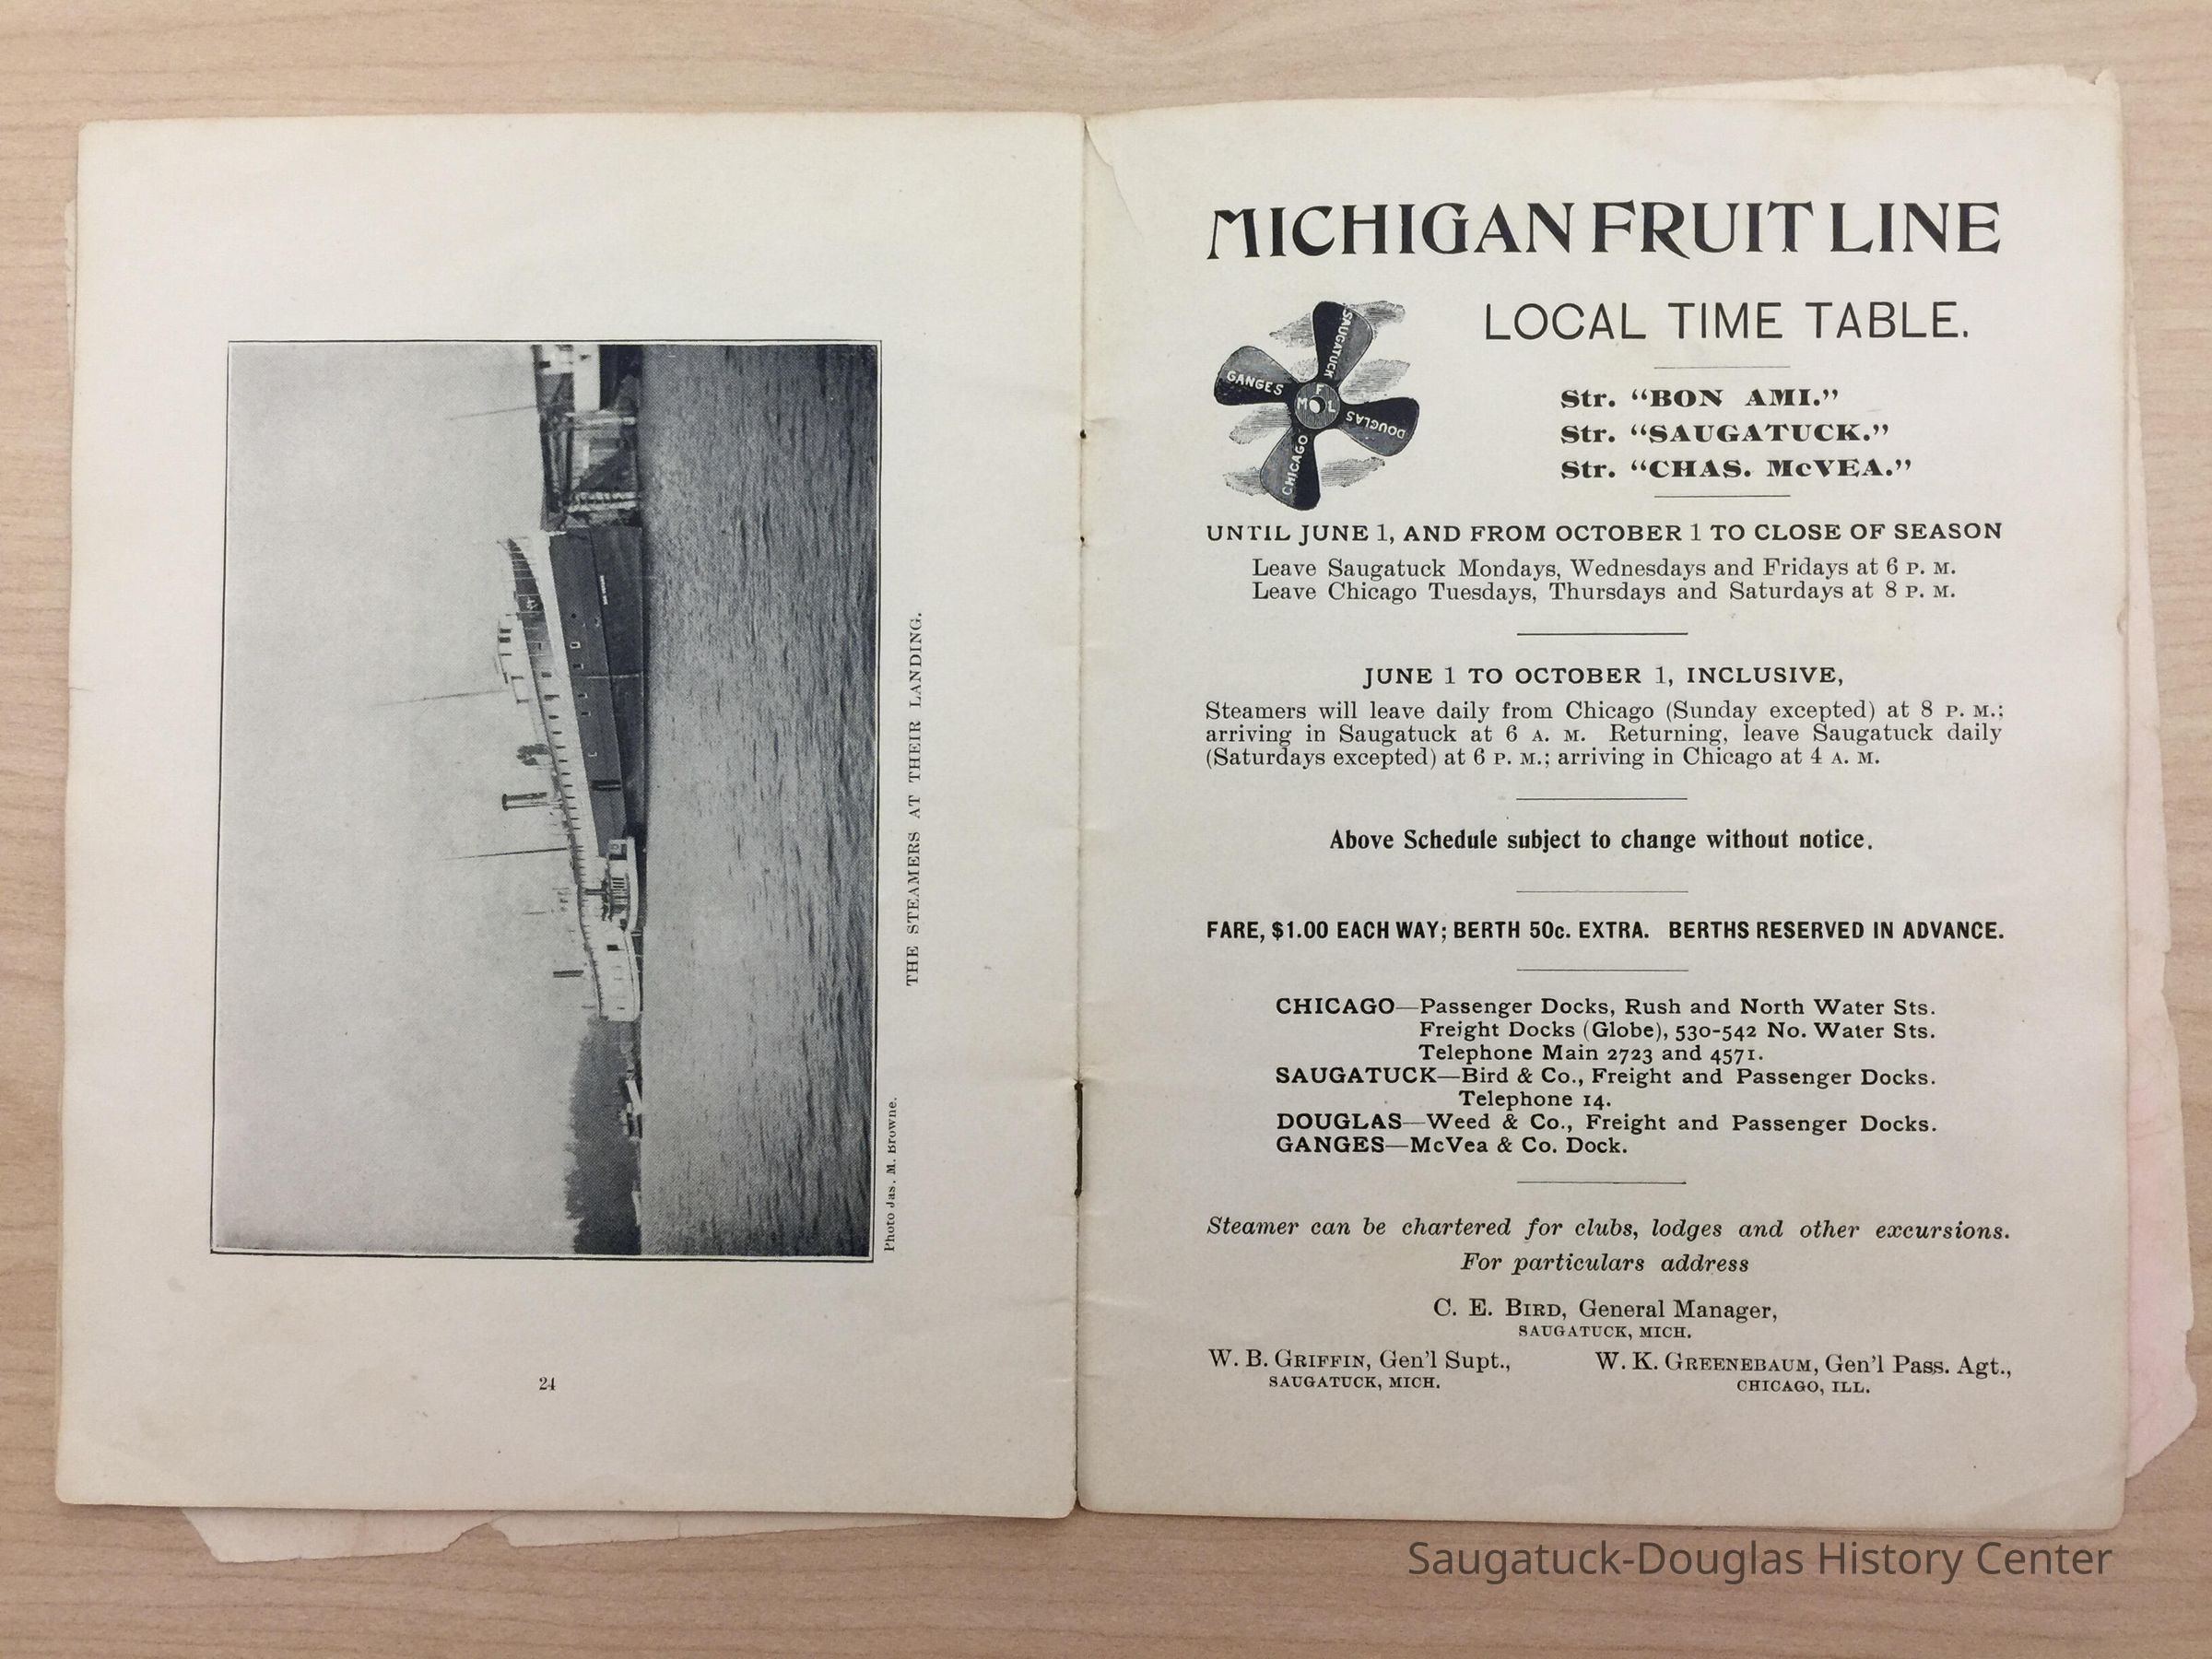 THE STEAMERS AT THEIR LANDING.
Photo Jas. M. Browne.
24
MICHIGAN FRUIT LINE
LOCAL TIME TABLE.
SAUGATUCK
GANGES
DOUGLAS
CHICAGO
F
M L
Str. “BON AMI.”
Str. “SAUGATUCK.”
Str. “CHAS. McVEA.”
UNTIL JUNE 1, AND FROM OCTOBER 1 TO CLOSE OF SEASON
Leave Saugatuck Mondays, Wednesdays and Fridays at 6 P. M.
Leave Chicago Tuesdays, Thursdays and Saturdays at 8 P. M.
JUNE 1 TO OCTOBER 1, INCLUSIVE,
Steamers will leave daily from Chicago (Sunday excepted) at 8 P. M.;
arriving in Saugatuck at 6 A. M. Returning, leave Saugatuck daily
(Saturdays excepted) at 6 P. M.; arriving in Chicago at 4 A. M.
Above Schedule subject to change without notice.
FARE, $1.00 EACH WAY; BERTH 50c. EXTRA. BERTHS RESERVED IN ADVANCE.
CHICAGO—Passenger Docks, Rush and North Water Sts.
Freight Docks (Globe), 530-542 No. Water Sts.
Telephone Main 2723 and 4571.
SAUGATUCK—Bird & Co., Freight and Passenger Docks.
Telephone 14.
DOUGLAS—Weed & Co., Freight and Passenger Docks.
GANGES—McVea & Co. Dock.
Steamer can be chartered for clubs, lodges and other excursions.
For particulars address
C. E. BIRD, General Manager,
SAUGATUCK, MICH.
W. B. GRIFFIN, Gen'l Supt.,
SAUGATUCK, MICH.
W. K. GREENEBAUM, Gen'l Pass. Agt.,
CHICAGO, ILL.
Saugatuck-Douglas History Center